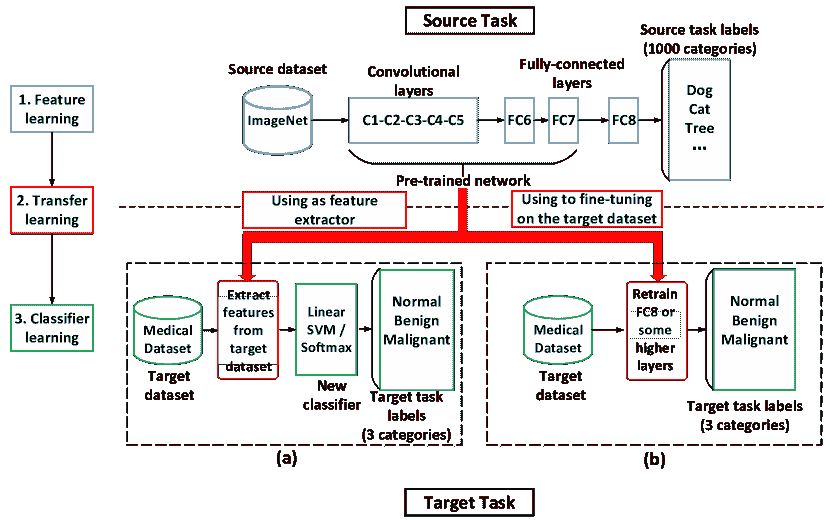 Source Task
Source task labels
(1000 categories)
Source dataset
Convolutional
layers
Fully-connected
layers
1. Feature
learning
ImageNet
C1-C2-C3-C4-C5
FC6
FC7
FC8
Dog
Cat
Tree
...
Pre-trained network
2. Transfer
learning
Using as feature
extractor
Using to fine-tuning
on the target dataset
3. Classifier
learning
Medical
Dataset
Target
dataset
Extract
features
from
target
dataset
Linear
SVM /
Softmax
New
classifier
Normal
Benign
Malignant
Target task
labels
(3 categories)
(a)
Medical
Dataset
Target
dataset
Retrain
FC8 or
some
higher
layers
Normal
Benign
Malignant
Target task labels
(3 categories)
(b)
Target Task